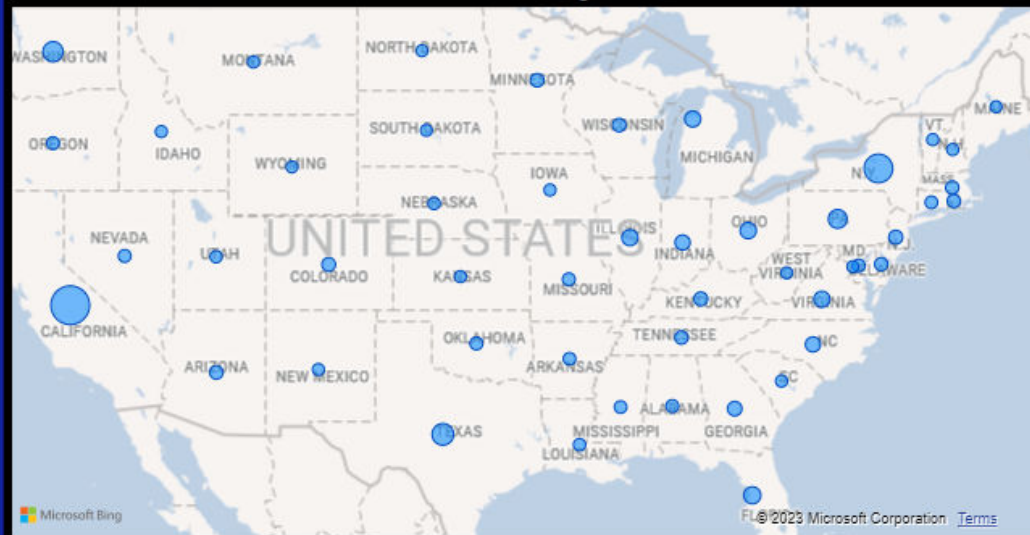 NORTH DAKOTA
WASHINGTON
MONTANA
MINNESOTA
MAINE
VT.
SOUTH DAKOTA
WISCONSIN
OREGON
N.H.
IDAHO
MICHIGAN
WYOMING
IOWA
N.Y.
MASS.
NEBRASKA
PA
OHIO
ILLINOIS
NEVADA
UNITED STATES
N.J.
UTAH
INDIANA
MD.
WEST
VIRGINIA
DELAWARE
COLORADO
KANSAS
MISSOURI
KENTUCKY
VIRGINIA
CALIFORNIA
OKLAHOMA
TENNESSEE
NC
ARIZONA
NEW MEXICO
ARKANSAS
SC
ALABAMA
TEXAS
MISSISSIPPI
GEORGIA
LOUISIANA
Microsoft Bing
FLORIDA
© 2023 Microsoft Corporation Terms